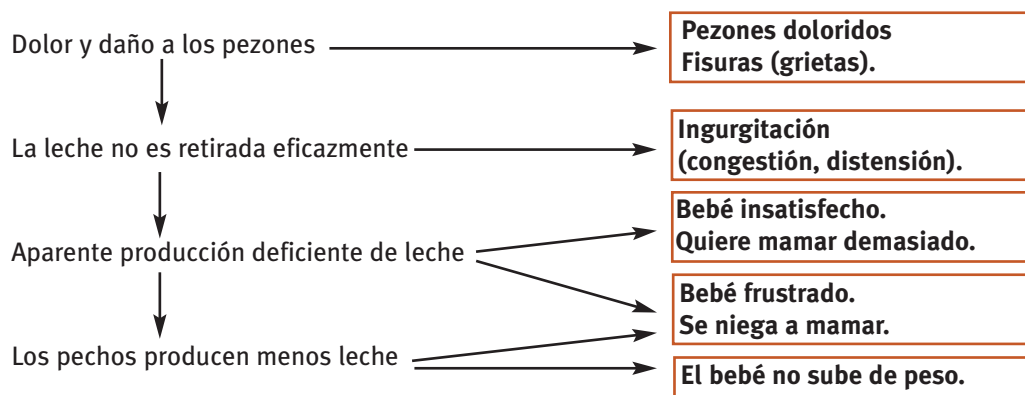 Dolor y daño a los pezones
Pezones doloridos
Fisuras (grietas).
La leche no es retirada eficazmente
Ingurgitación
(congestión, distensión).
Aparente producción deficiente de leche
Bebé insatisfecho.
Quiere mamar demasiado.
Bebé frustrado.
Se niega a mamar.
Los pechos producen menos leche
El bebé no sube de peso.